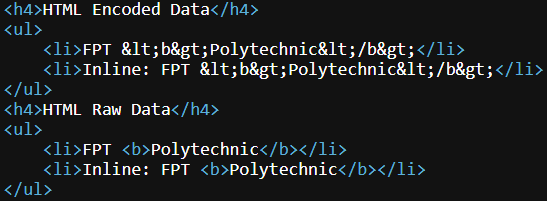 <h4>HTML Encoded Data</h4>
<ul>
    <li>FPT &lt;b&gt;Polytechnic&lt;/b&gt;</li>
    <li>Inline: FPT &lt;b&gt;Polytechnic&lt;/b&gt;</li>
</ul>
<h4>HTML Raw Data</h4>
<ul>
    <li>FPT <b>Polytechnic</b></li>
    <li>Inline: FPT <b>Polytechnic</b></li>
</ul>